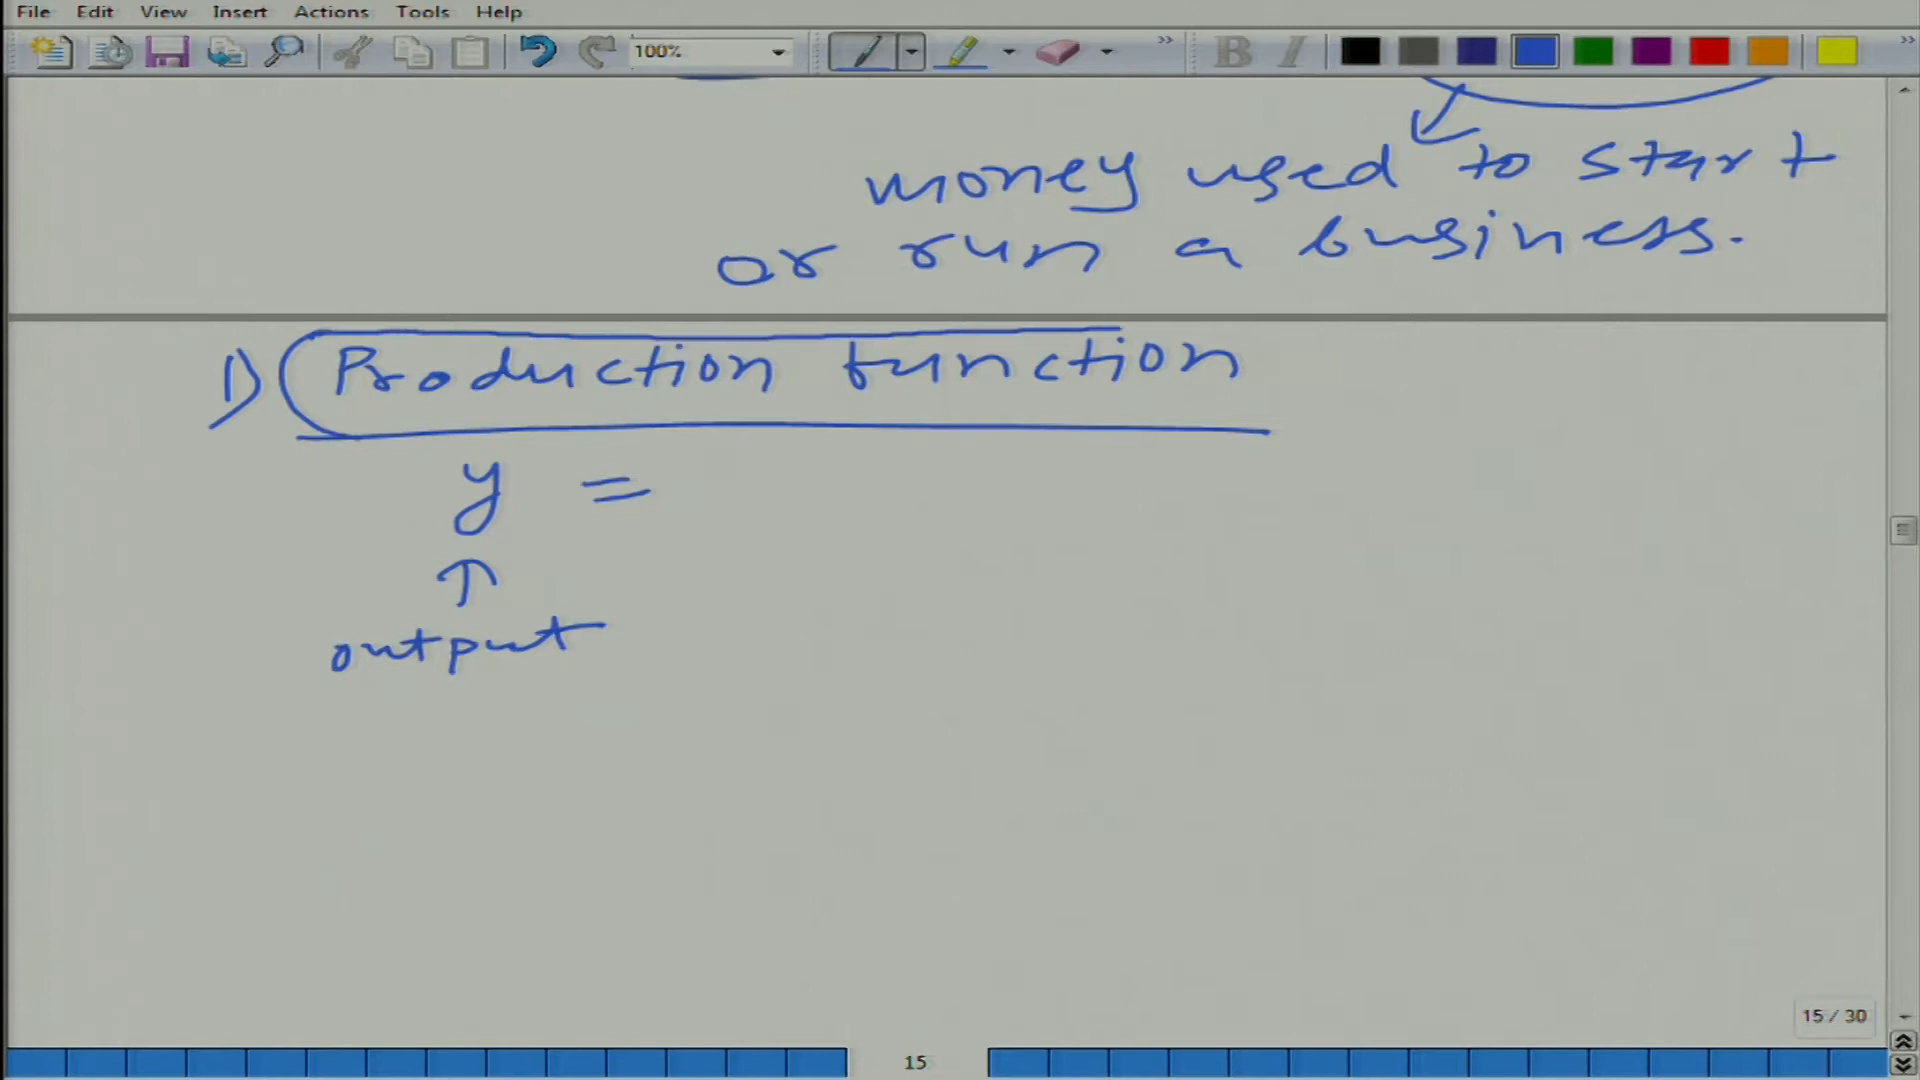 File Edit View Insert Actions Tools Help
100%
money used to start
or run a business.
1) Production function
y =
↑
output
15 / 30
15